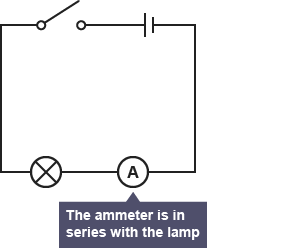 A
The ammeter is in
series with the lamp